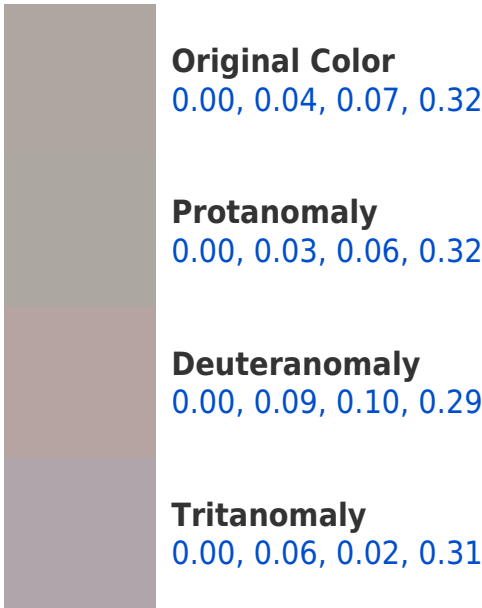 Original Color
0.00, 0.04, 0.07, 0.32
Protanomaly
0.00, 0.03, 0.06, 0.32
Deuteranomaly
0.00, 0.09, 0.10, 0.29
Tritanomaly
0.00, 0.06, 0.02, 0.31